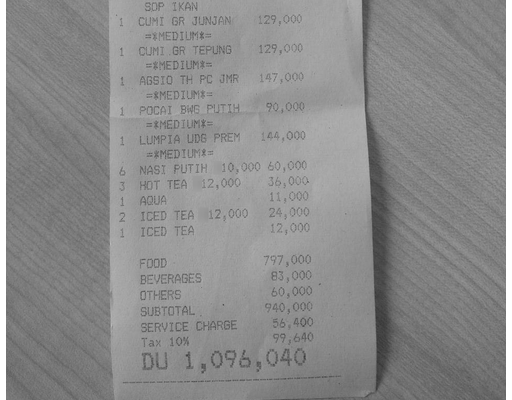 SOP IKAN
1 CUMI GR JUNJAN 129,000
=*MEDIUM*=
1 CUMI GR TEPUNG 129,000
=*MEDIUM*=
1 AGSIO TH PC JMR 147,000
=*MEDIUM*=
1 POCAI BWG PUTIH 90,000
=*MEDIUM*=
1 LUMPIA UDG PREM 144,000
=*MEDIUM*=
6 NASI PUTIH 10,000 60,000
3 HOT TEA 12,000 36,000
1 AQUA 11,000
2 ICED TEA 12,000 24,000
1 ICED TEA 12,000
FOOD 797,000
BEVERAGES 83,000
OTHERS 60,000
SUBTOTAL 940,000
SERVICE CHARGE 56,400
Tax 10% 99,640
DU 1,096,040